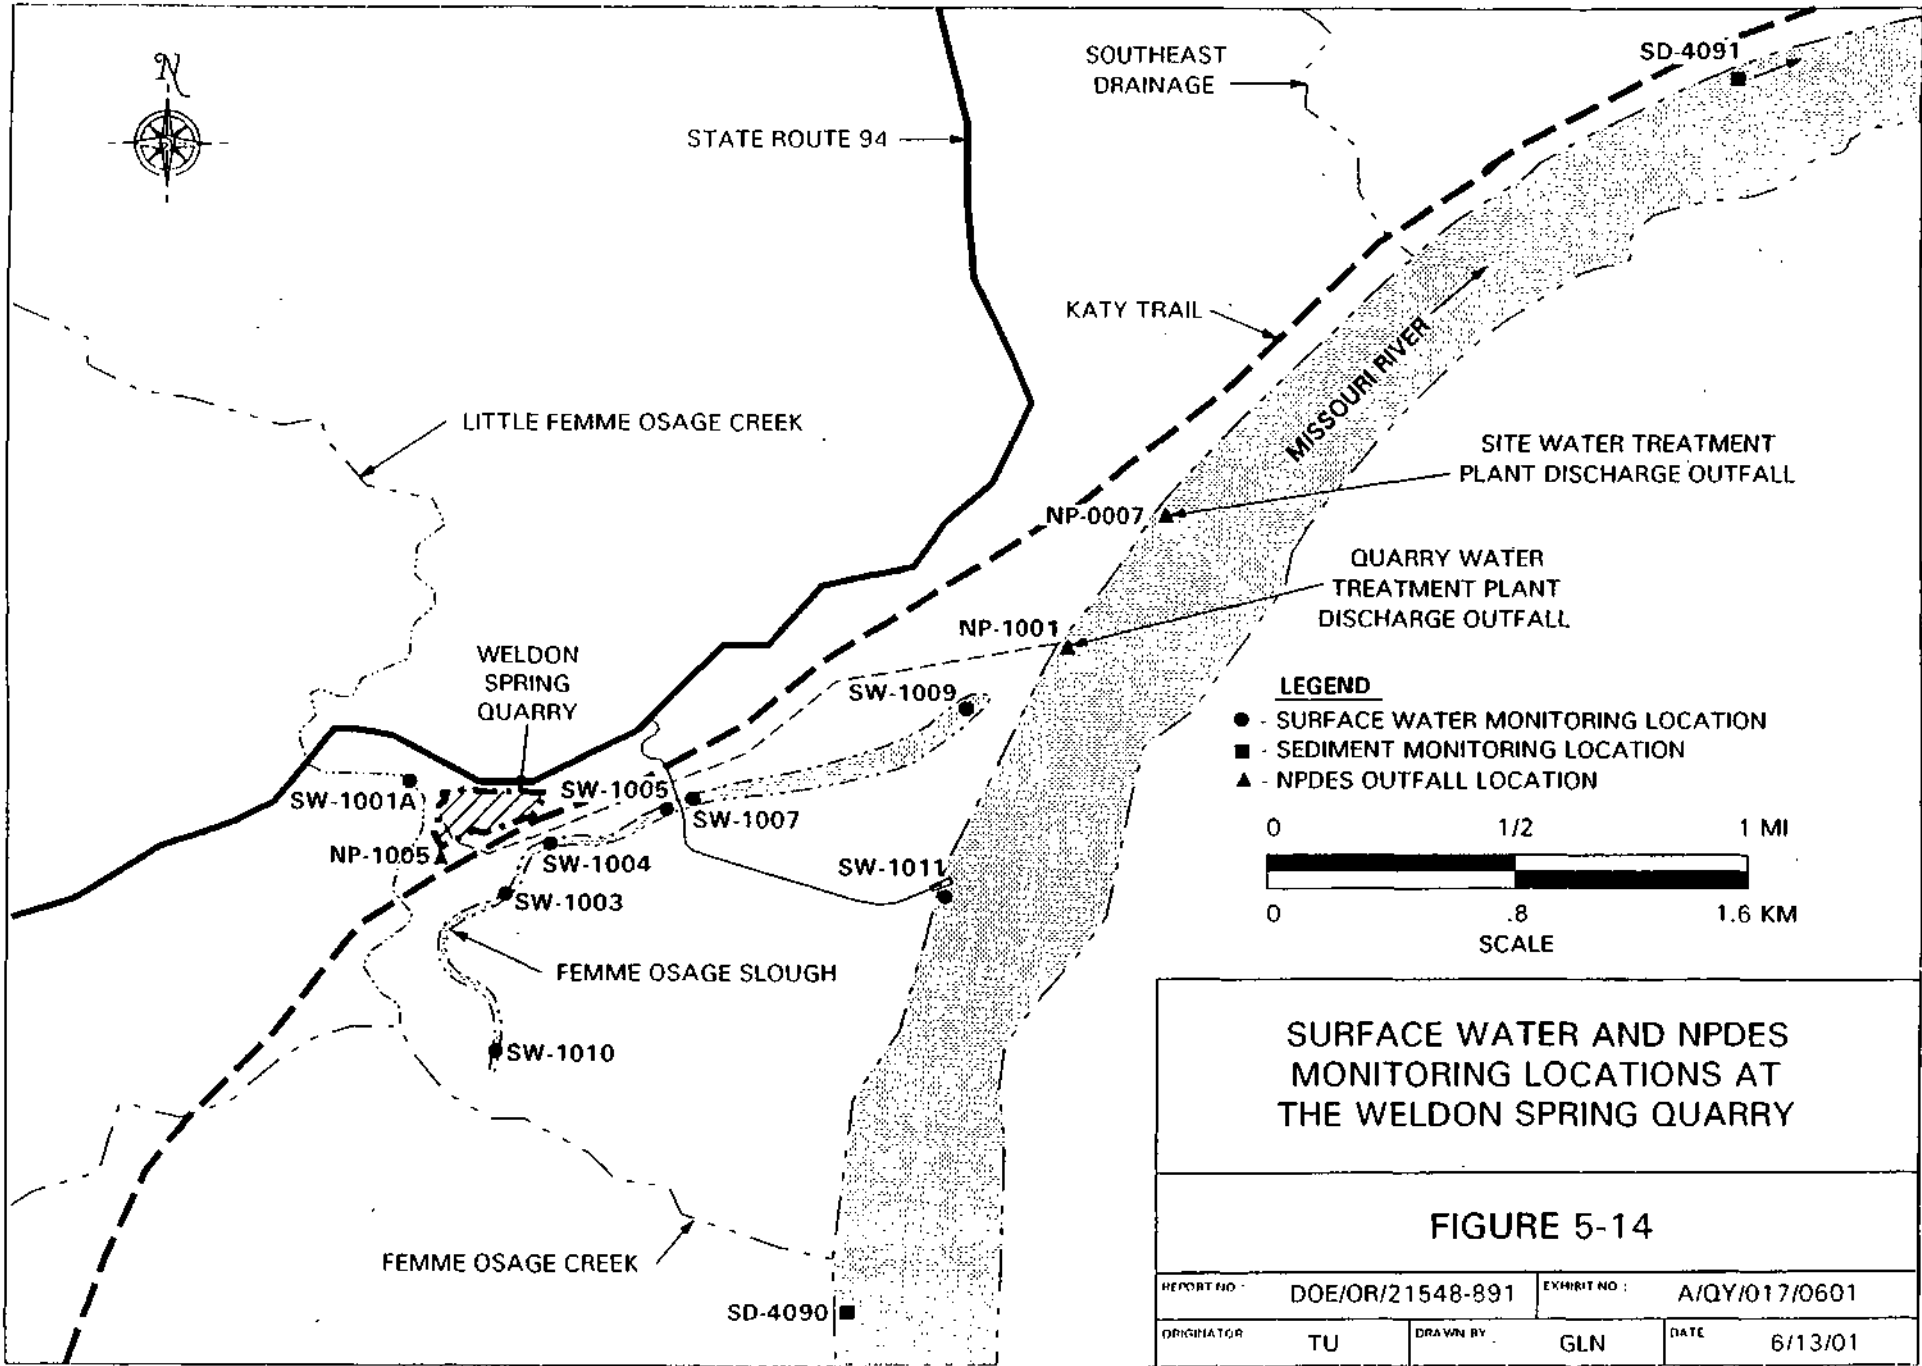 N
SOUTHEAST
DRAINAGE
SD-4091
STATE ROUTE 94
KATY TRAIL
MISSOURI RIVER
LITTLE FEMME OSAGE CREEK
SITE WATER TREATMENT
PLANT DISCHARGE OUTFALL
NP-0007
QUARRY WATER
TREATMENT PLANT
DISCHARGE OUTFALL
NP-1001
WELDON
SPRING
QUARRY
SW-1009
LEGEND
● - SURFACE WATER MONITORING LOCATION
■ - SEDIMENT MONITORING LOCATION
▲ - NPDES OUTFALL LOCATION
SW-1001A
SW-1005
SW-1007
NP-1005
SW-1004
SW-1011
SW-1003
0 1/2 1 MI
0 .8 1.6 KM
SCALE
FEMME OSAGE SLOUGH
SW-1010
FEMME OSAGE CREEK
SD-4090
SURFACE WATER AND NPDES
MONITORING LOCATIONS AT
THE WELDON SPRING QUARRY
FIGURE 5-14
REPORT NO.: DOE/OR/21548-891 EXHIBIT NO.: A/QY/017/0601
ORIGINATOR TU DRAWN BY GLN DATE 6/13/01